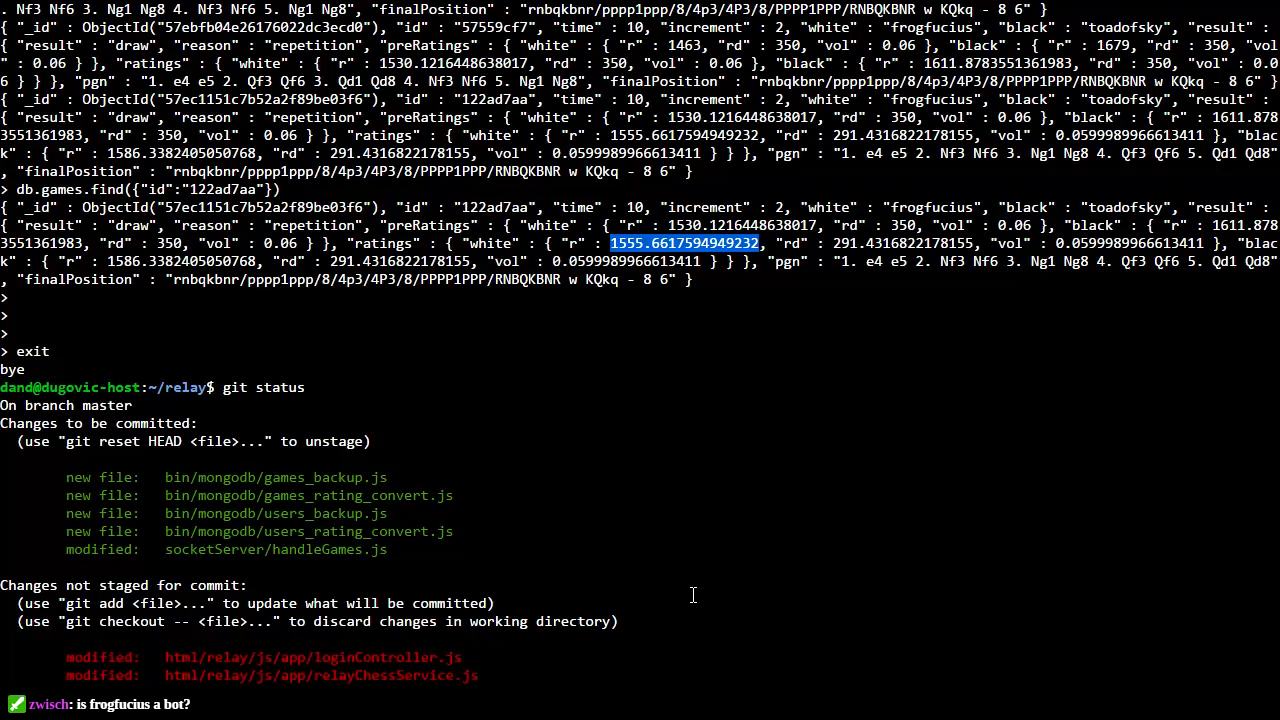 . Nf3 Nf6 3. Ng1 Ng8 4. Nf3 Nf6 5. Ng1 Ng8", "finalPosition" : "rnbqkbnr/pppp1ppp/8/4p3/4P3/8/PPPP1PPP/RNBQKBNR w KQkq - 8 6" }
{ "_id" : ObjectId("57ebfb04e26176022dc3ecd0"), "id" : "57559cf7", "time" : 10, "increment" : 2, "white" : "frogfucius", "black" : "toadofsky", "result" :
{ "result" : "draw", "reason" : "repetition", "preRatings" : { "white" : { "r" : 1463, "rd" : 350, "vol" : 0.06 }, "black" : { "r" : 1679, "rd" : 350, "vol"
" : 0.06 } }, "ratings" : { "white" : { "r" : 1530.1216448638017, "rd" : 350, "vol" : 0.06 }, "black" : { "r" : 1611.8783551361983, "rd" : 350, "vol" : 0.0
6 } } }, "pgn" : "1. e4 e5 2. Qf3 Qf6 3. Qd1 Qd8 4. Nf3 Nf6 5. Ng1 Ng8", "finalPosition" : "rnbqkbnr/pppp1ppp/8/4p3/4P3/8/PPPP1PPP/RNBQKBNR w KQkq - 8 6" }
{ "_id" : ObjectId("57ec1151c7b52a2f89be03f6"), "id" : "122ad7aa", "time" : 10, "increment" : 2, "white" : "frogfucius", "black" : "toadofsky", "result" :
{ "result" : "draw", "reason" : "repetition", "preRatings" : { "white" : { "r" : 1530.1216448638017, "rd" : 350, "vol" : 0.06 }, "black" : { "r" : 1611.878
3551361983, "rd" : 350, "vol" : 0.06 } }, "ratings" : { "white" : { "r" : 1555.6617594949232, "rd" : 291.4316822178155, "vol" : 0.0599989966613411 }, "blac
k" : { "r" : 1586.3382405050768, "rd" : 291.4316822178155, "vol" : 0.0599989966613411 } } }, "pgn" : "1. e4 e5 2. Nf3 Nf6 3. Ng1 Ng8 4. Qf3 Qf6 5. Qd1 Qd8"
, "finalPosition" : "rnbqkbnr/pppp1ppp/8/4p3/4P3/8/PPPP1PPP/RNBQKBNR w KQkq - 8 6" }
> db.games.find({"id":"122ad7aa"})
{ "_id" : ObjectId("57ec1151c7b52a2f89be03f6"), "id" : "122ad7aa", "time" : 10, "increment" : 2, "white" : "frogfucius", "black" : "toadofsky", "result" :
{ "result" : "draw", "reason" : "repetition", "preRatings" : { "white" : { "r" : 1530.1216448638017, "rd" : 350, "vol" : 0.06 }, "black" : { "r" : 1611.878
3551361983, "rd" : 350, "vol" : 0.06 } }, "ratings" : { "white" : { "r" : 1555.6617594949232, "rd" : 291.4316822178155, "vol" : 0.0599989966613411 }, "blac
k" : { "r" : 1586.3382405050768, "rd" : 291.4316822178155, "vol" : 0.0599989966613411 } } }, "pgn" : "1. e4 e5 2. Nf3 Nf6 3. Ng1 Ng8 4. Qf3 Qf6 5. Qd1 Qd8"
, "finalPosition" : "rnbqkbnr/pppp1ppp/8/4p3/4P3/8/PPPP1PPP/RNBQKBNR w KQkq - 8 6" }
>
>
>
> exit
bye
dand@dugovic-host:~/relay$ git status
On branch master
Changes to be committed:
(use "git reset HEAD <file>..." to unstage)
new file: bin/mongodb/games_backup.js
new file: bin/mongodb/games_rating_convert.js
new file: bin/mongodb/users_backup.js
new file: bin/mongodb/users_rating_convert.js
modified: socketServer/handleGames.js
Changes not staged for commit:
(use "git add <file>..." to update what will be committed)
(use "git checkout -- <file>..." to discard changes in working directory)
modified: html/relay/js/app/loginController.js
modified: html/relay/js/app/relayChessService.js
zwisch: is frogfucius a bot?